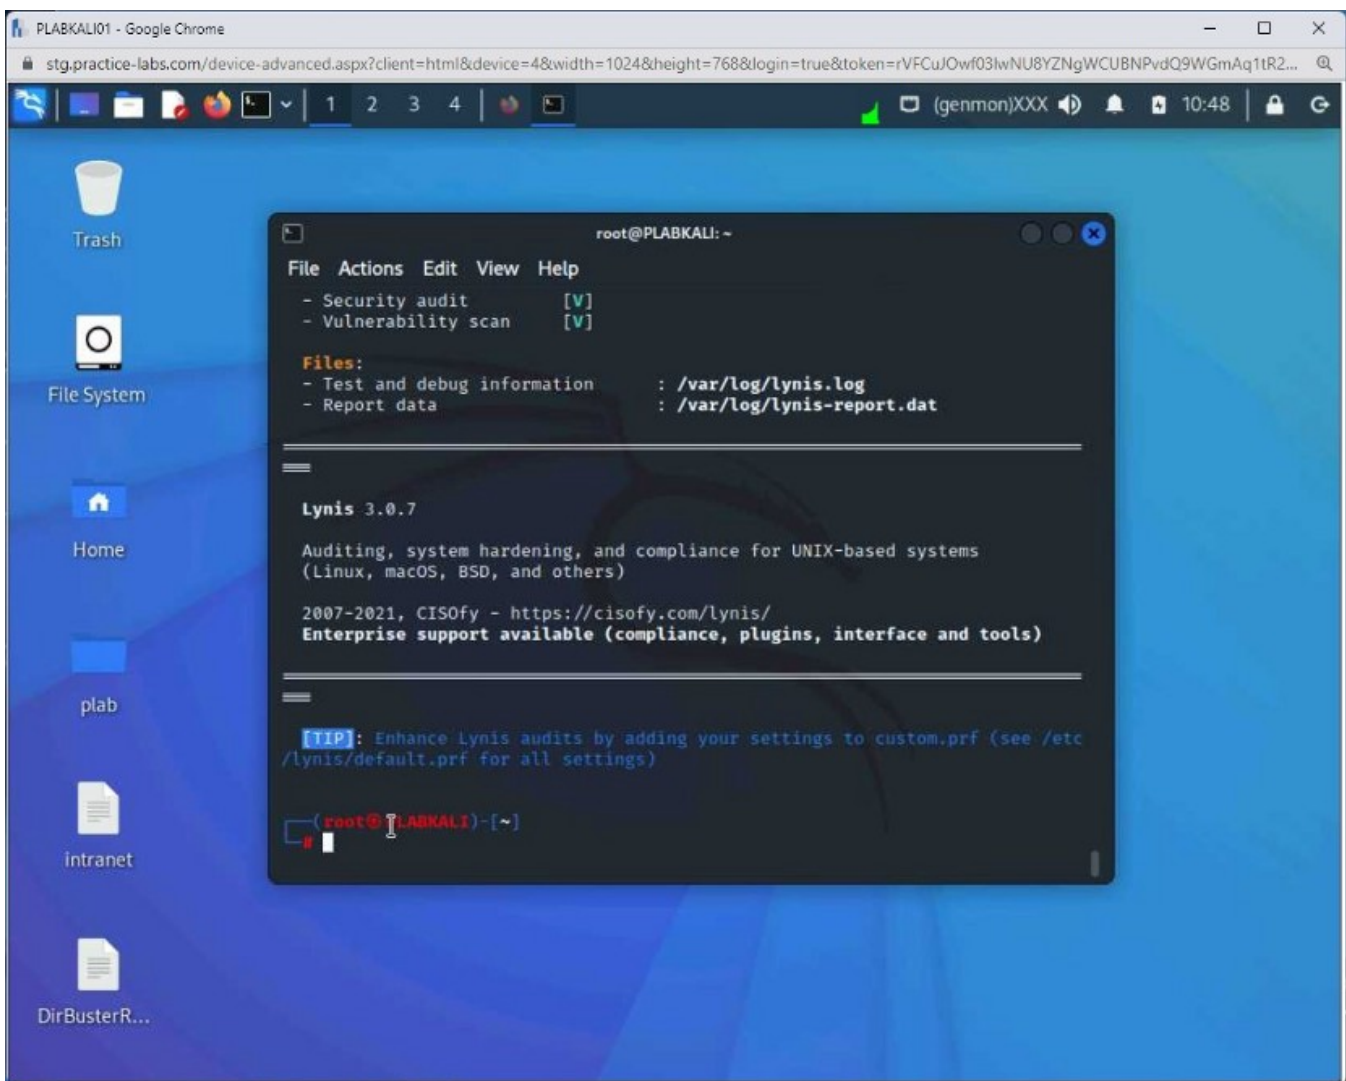 PLABKALI01 - Google Chrome
stg.practice-labs.com/device-advanced.aspx?client=html&device=4&width=1024&height=768&login=true&token=rVFCuJOwf03IwNU8YZNgWCUBNPvdQ9WGmAq1tR2...
1 2 3 4 (genmon)XXX 10:48
Trash
File System
Home
plab
intranet
DirBusterR...
root@PLABKALI: ~
File Actions Edit View Help
- Security audit [V]
- Vulnerability scan [V]
Files:
- Test and debug information : /var/log/lynis.log
- Report data : /var/log/lynis-report.dat
Lynis 3.0.7
Auditing, system hardening, and compliance for UNIX-based systems
(Linux, macOS, BSD, and others)
2007-2021, CISOfy - https://cisofy.com/lynis/
Enterprise support available (compliance, plugins, interface and tools)
[TIP]: Enhance Lynis audits by adding your settings to custom.prf (see /etc
/lynis/default.prf for all settings)
(root㉿PLABKALI)-[~]
#